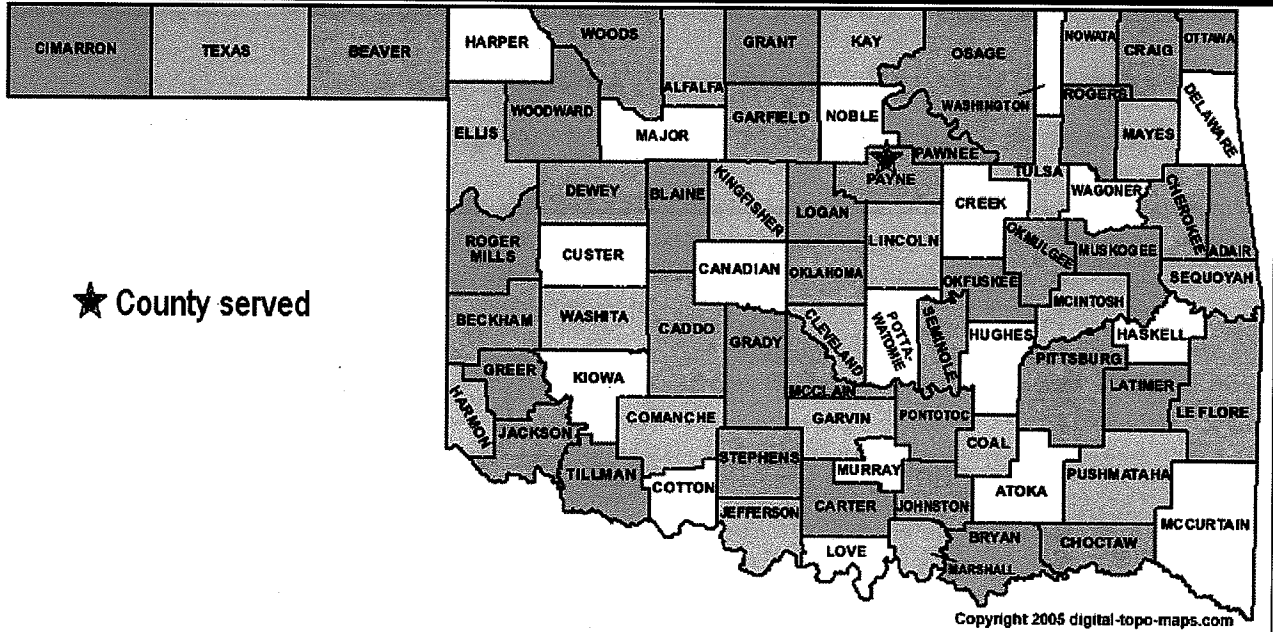 CIMARRON
TEXAS
BEAVER
HARPER
WOODS
ALFALFA
GRANT
KAY
OSAGE
NOWATA
CRAIG
OTTAWA
ELLIS
WOODWARD
MAJOR
GARFIELD
NOBLE
WASHINGTON
ROGERS
MAYES
DELAWARE
PAWNEE
PAYNE
DEWEY
BLAINE
KINGFISHER
LOGAN
CREEK
TULSA
WAGONER
CHEROKEE
ADAIR
ROGER
MILLS
CUSTER
CANADIAN
OKLAHOMA
LINCOLN
OKMULGEE
MUSKOGEE
SEQUOYAH
County served
BECKHAM
WASHITA
CADDO
GRADY
CLEVELAND
POTTA-
WATOMIE
SEMINOLE
OKFUSKEE
HUGHES
MCINTOSH
HASKELL
PITTSBURG
LATIMER
LE FLORE
GREER
KIOWA
HARMON
JACKSON
COMANCHE
MCCLAIN
GARVIN
PONTOTOC
COAL
TILLMAN
COTTON
STEPHENS
MURRAY
ATOKA
PUSHMATAHA
JEFFERSON
CARTER
JOHNSTON
MCCURTAIN
LOVE
MARSHALL
BRYAN
CHOCTAW
Copyright 2005 digital-topo-maps.com